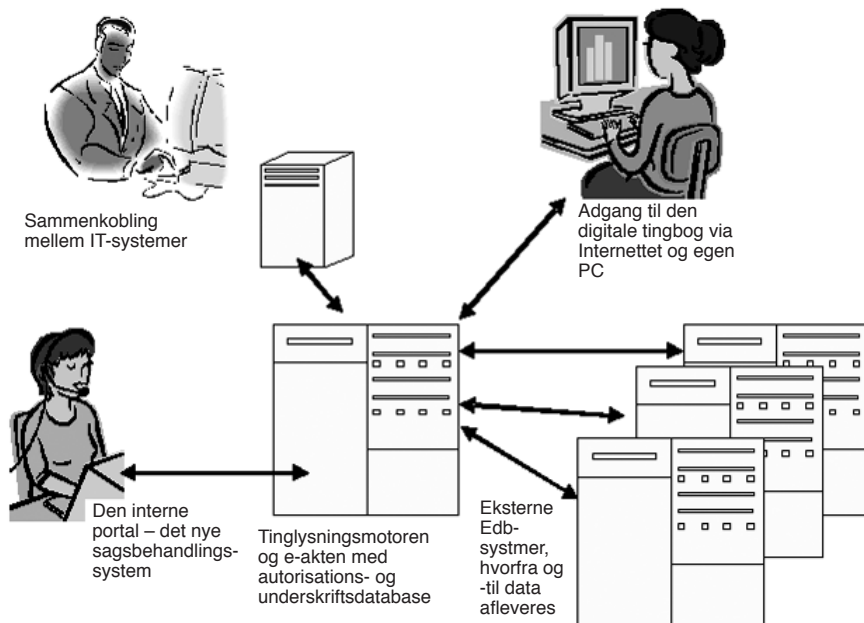 Sammenkobling
mellem IT-systemer
Adgang til den
digitale tingbog via
Internettet og egen
PC
Den interne
portal – det nye
sagsbehandlings-
system
Tinglysningsmotoren
og e-akten med
autorisations- og
underskriftsdatabase
Eksterne
Edb-
systmer,
hvorfra og
-til data
afleveres